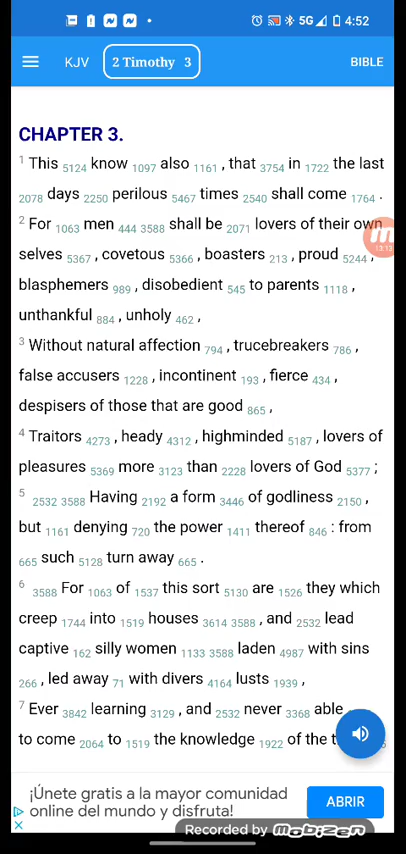 4:52
5G
KJV 2 Timothy 3 BIBLE
CHAPTER 3.
1 This 5124 know 1097 also 1161 , that 3754 in 1722 the last
2078 days 2250 perilous 5467 times 2540 shall come 1764 .
2 For 1063 men 444 3588 shall be 2071 lovers of their own
selves 5367 , covetous 5366 , boasters 213 , proud 5244 ,
13:13
blasphemers 989 , disobedient 545 to parents 1118 ,
unthankful 884 , unholy 462 ,
3 Without natural affection 794 , trucebreakers 786 ,
false accusers 1228 , incontinent 193 , fierce 434 ,
despisers of those that are good 865 ,
4 Traitors 4273 , heady 4312 , highminded 5187 , lovers of
pleasures 5369 more 3123 than 2228 lovers of God 5377 ;
5 2532 3588 Having 2192 a form 3446 of godliness 2150 ,
but 1161 denying 720 the power 1411 thereof 846 : from
665 such 5128 turn away 665 .
6 3588 For 1063 of 1537 this sort 5130 are 1526 they which
creep 1744 into 1519 houses 3614 3588 , and 2532 lead
captive 162 silly women 1133 3588 laden 4987 with sins
266 , led away 71 with divers 4164 lusts 1939 ,
7 Ever 3842 learning 3129 , and 2532 never 3368 able
to come 2064 to 1519 the knowledge 1922 of the
¡Únete gratis a la mayor comunidad
online del mundo y disfruta!
ABRIR
Recorded by mobizen